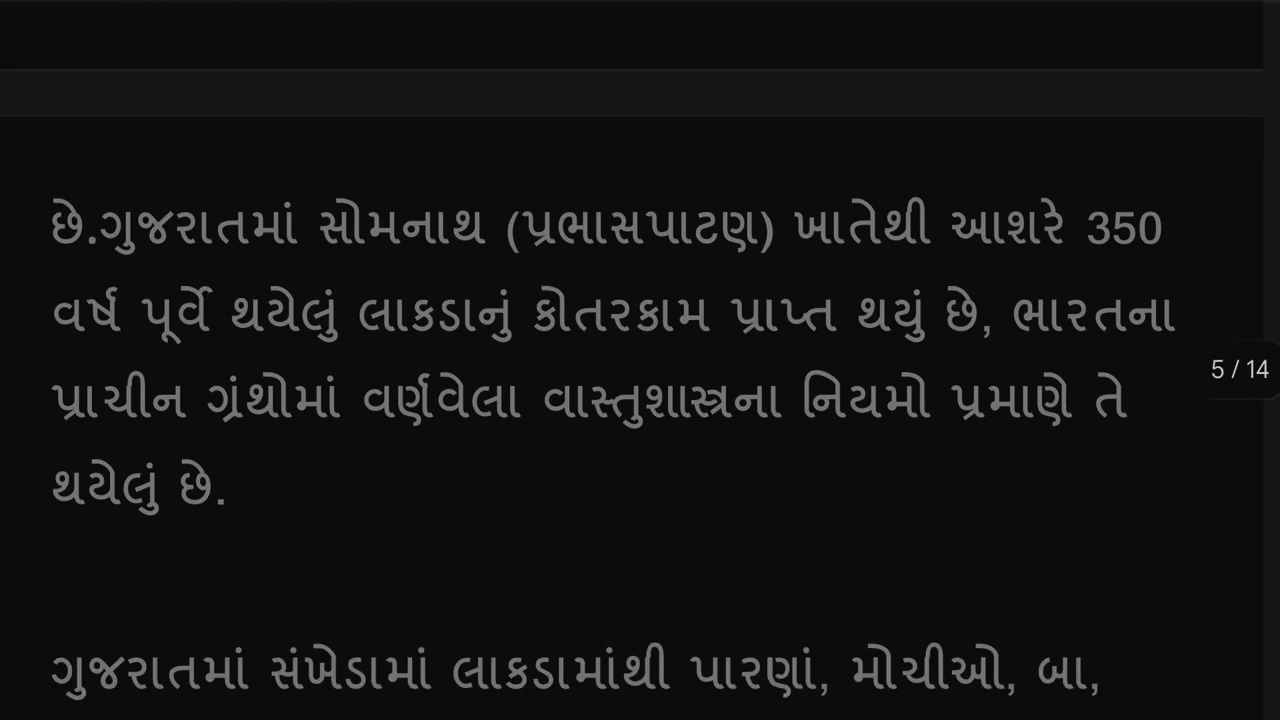 છે.ગુજરાતમાં સોમનાથ (પ્રભાસપાટણ) ખાતેથી આશરે 350
વર્ષ પૂર્વે થયેલું લાકડાનું કોતરકામ પ્રાપ્ત થયું છે, ભારતના
5 / 14
પ્રાચીન ગ્રંથોમાં વર્ણવેલા વાસ્તુશાસ્ત્રના નિયમો પ્રમાણે તે
થયેલું છે.
ગુજરાતમાં સંખેડામાં લાકડામાંથી પારણાં, મોચીઓ, બા,